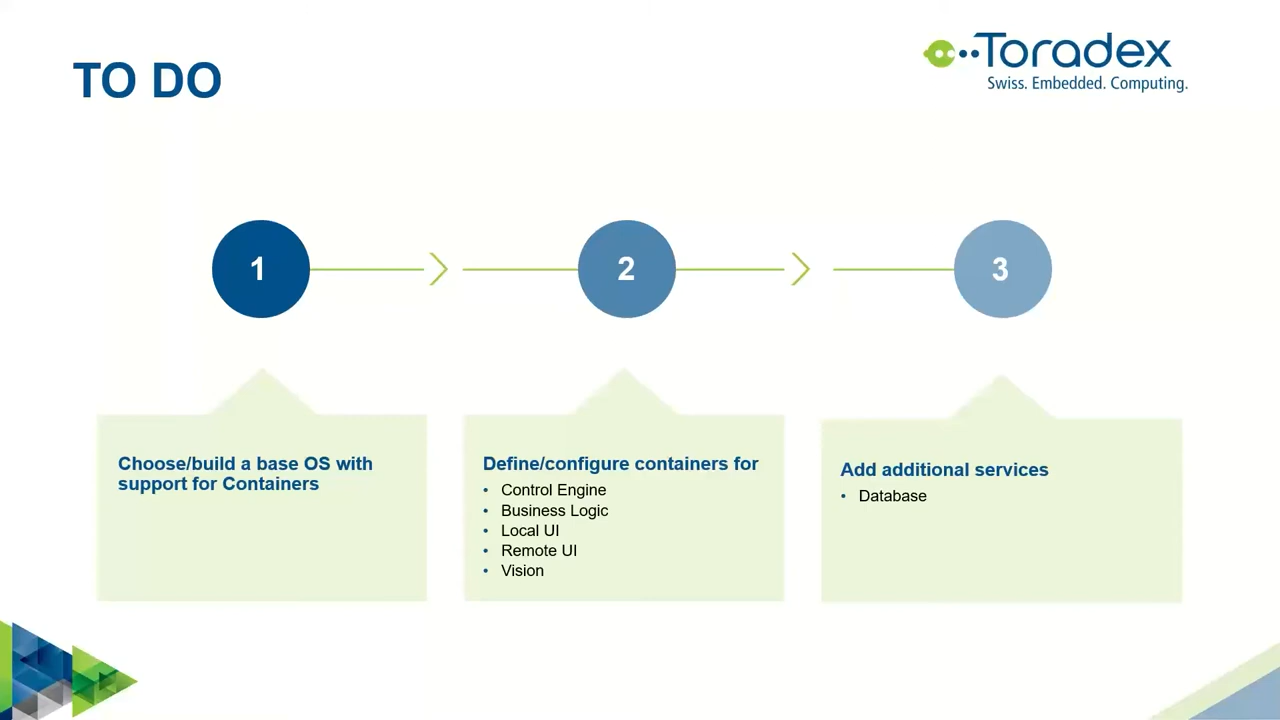 TO DO
Toradex
Swiss. Embedded. Computing.
1
2
3
Choose/build a base OS with
support for Containers
Define/configure containers for
• Control Engine
• Business Logic
• Local UI
• Remote UI
• Vision
Add additional services
• Database